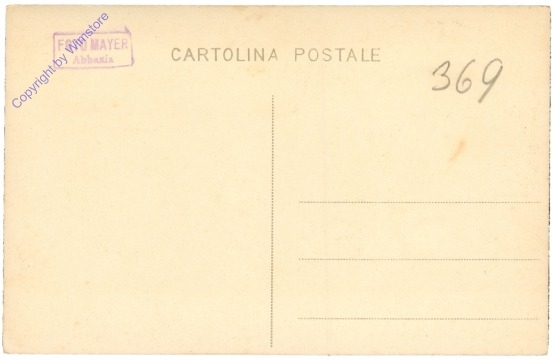 FOTO MAYER
Abbazia
Copyright by Wimstore
CARTOLINA POSTALE
369